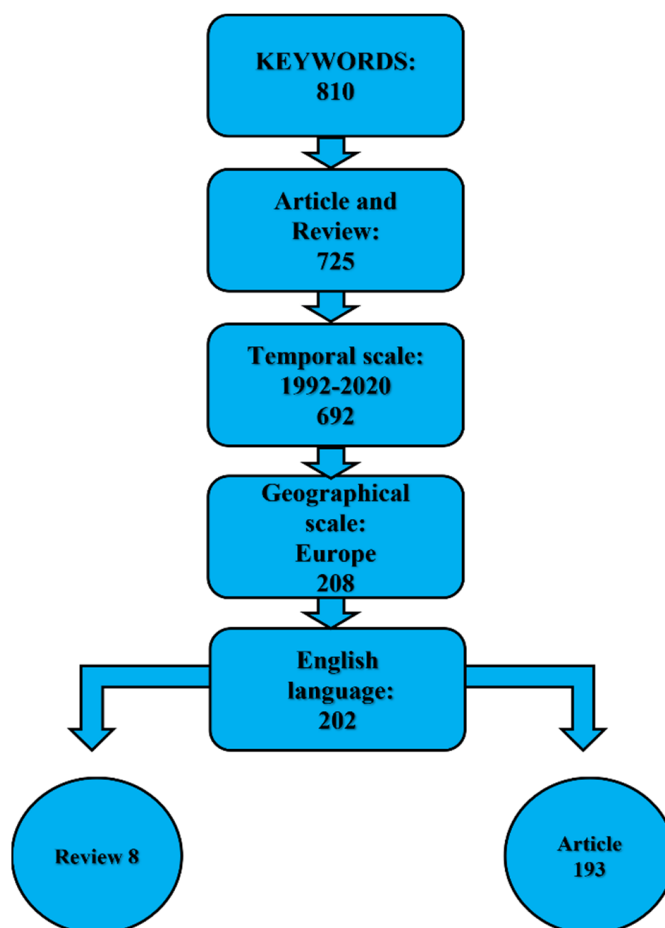 KEYWORDS:
810
Article and
Review:
725
Temporal scale:
1992-2020
692
Geographical
scale:
Europe
208
English
language:
202
Review 8
Article
193